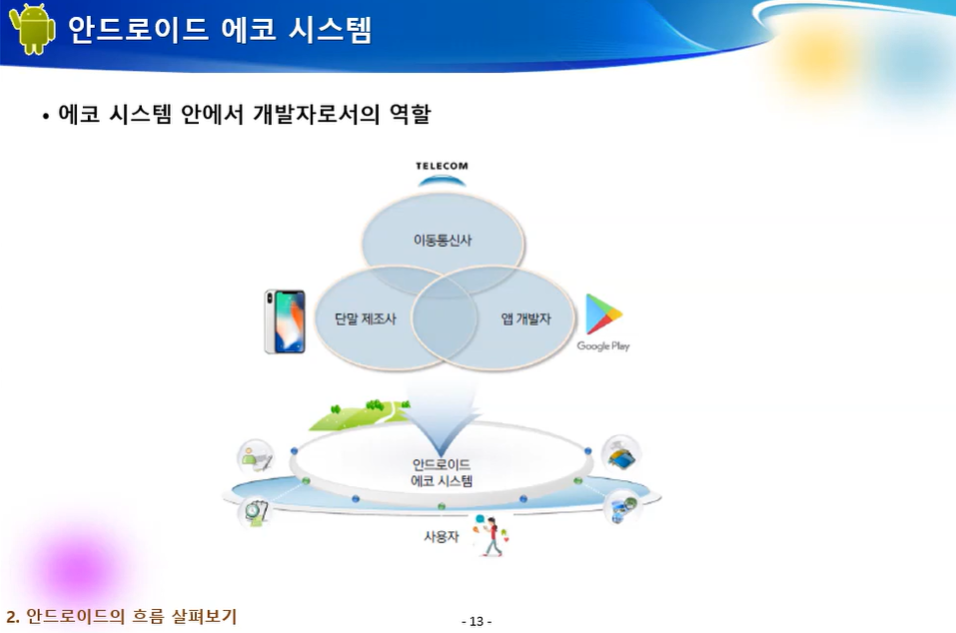 안드로이드 에코 시스템
• 에코 시스템 안에서 개발자로서의 역할
TELECOM
이동통신사
단말 제조사
앱 개발자
Google Play
안드로이드
에코 시스템
사용자
2. 안드로이드의 흐름 살펴보기
- 13 -